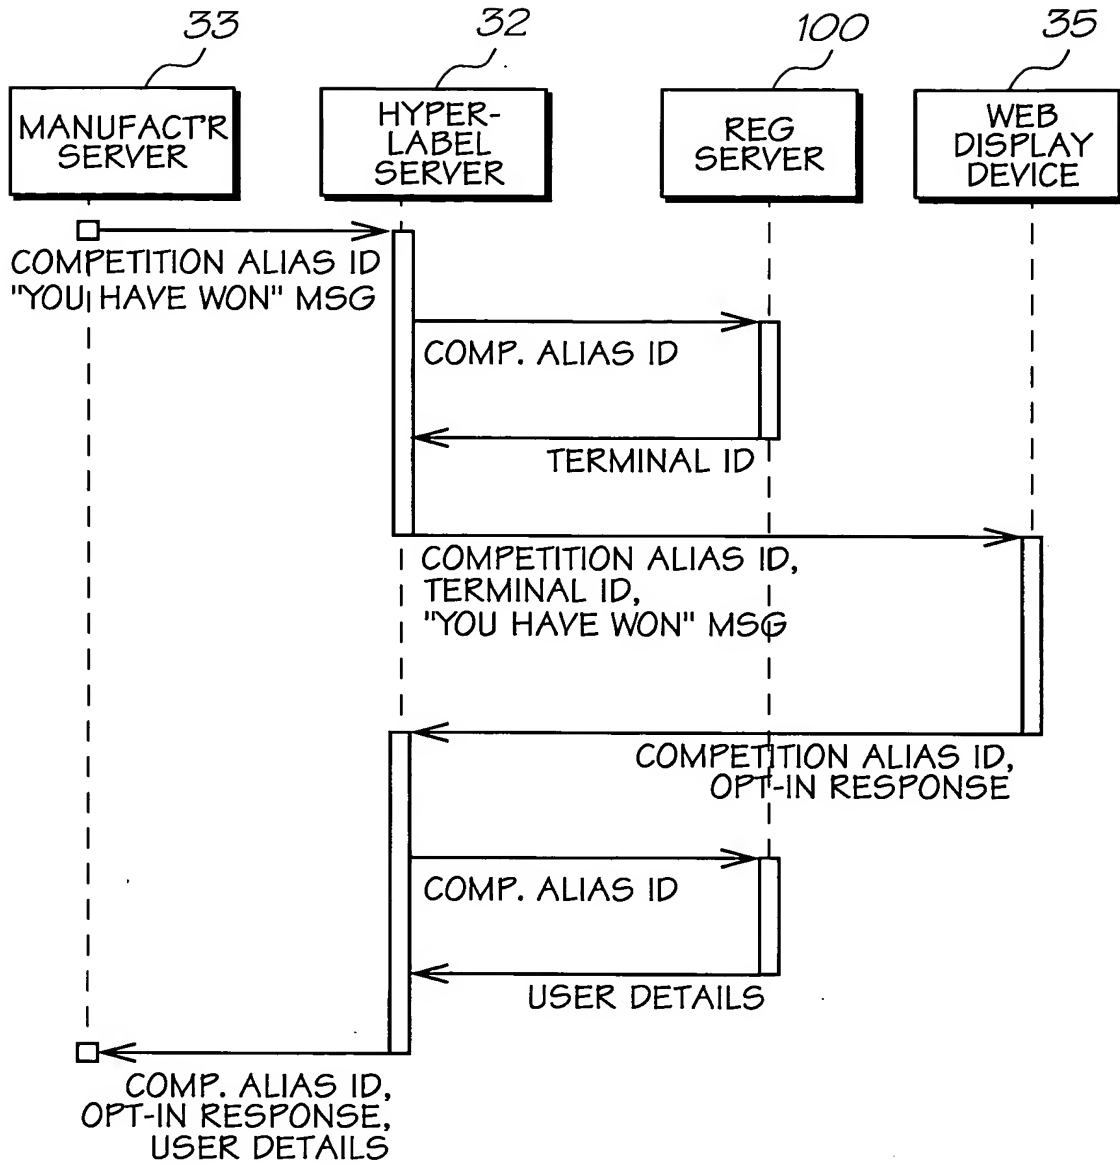 33
32
100
35
MANUFACT'R
SERVER
HYPER-
LABEL
SERVER
REG
SERVER
WEB
DISPLAY
DEVICE
COMPETITION ALIAS ID
"YOU HAVE WON" MSG
COMP. ALIAS ID
TERMINAL ID
COMPETITION ALIAS ID,
TERMINAL ID,
"YOU HAVE WON" MSG
COMPETITION ALIAS ID,
OPT-IN RESPONSE
COMP. ALIAS ID
USER DETAILS
COMP. ALIAS ID,
OPT-IN RESPONSE,
USER DETAILS